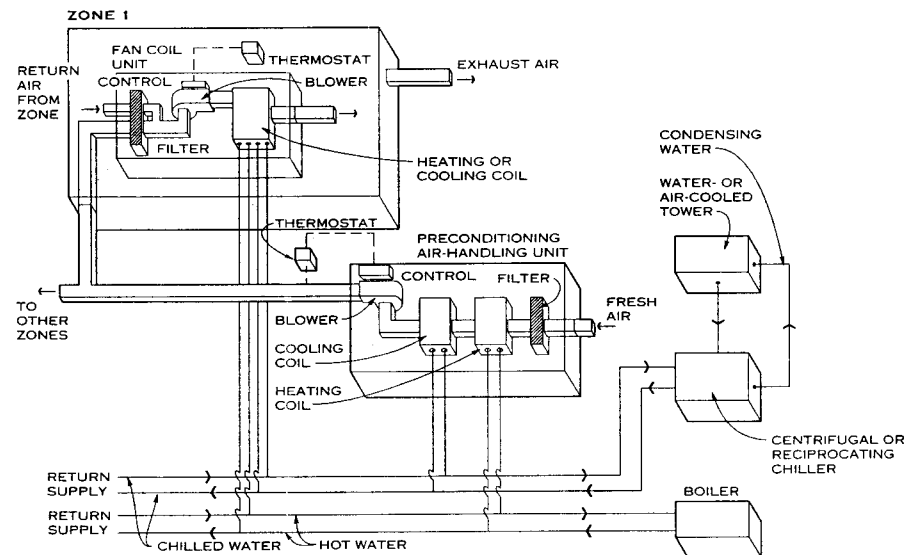 ZONE 1
FAN COIL
UNIT
CONTROL
THERMOSTAT
BLOWER
RETURN
AIR
FROM
ZONE
FILTER
EXHAUST AIR
HEATING OR
COOLING COIL
CONDENSING
WATER
WATER- OR
AIR-COOLED
TOWER
THERMOSTAT
PRECONDITIONING
AIR-HANDLING UNIT
CONTROL
FILTER
FRESH
AIR
TO
OTHER
ZONES
BLOWER
COOLING
COIL
HEATING
COIL
CENTRIFUGAL OR
RECIPROCATING
CHILLER
RETURN
SUPPLY
RETURN
SUPPLY
CHILLED WATER
HOT WATER
BOILER